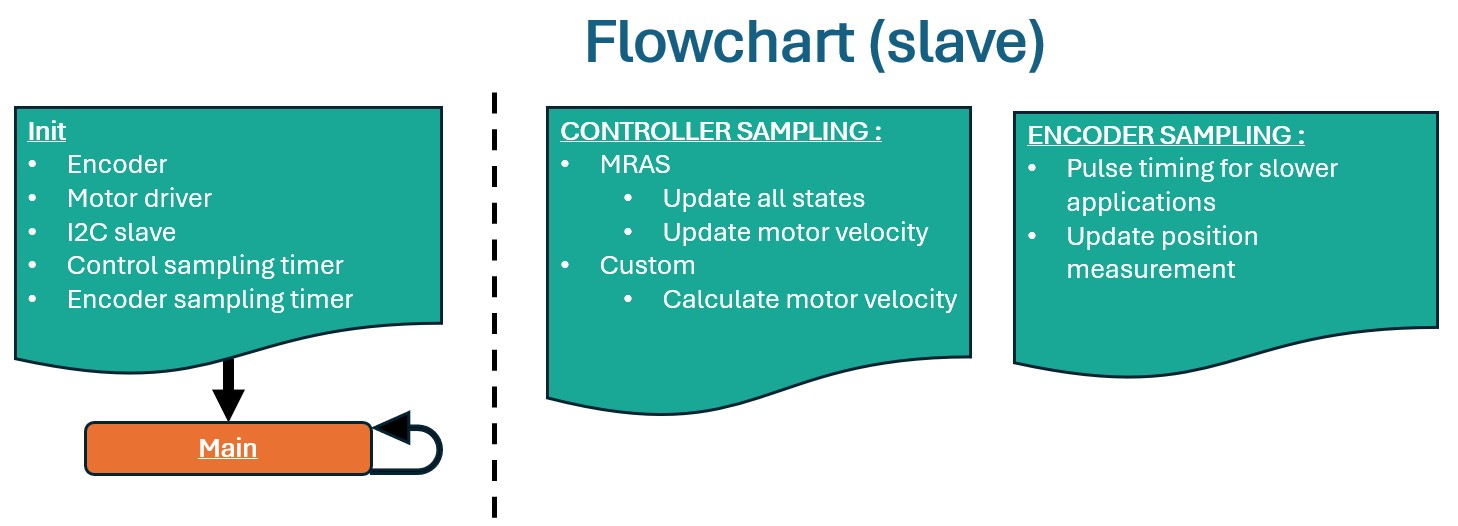 Flowchart (slave)
Init
• Encoder
• Motor driver
• I2C slave
• Control sampling timer
• Encoder sampling timer
Main
CONTROLLER SAMPLING :
• MRAS
• Update all states
• Update motor velocity
• Custom
• Calculate motor velocity
ENCODER SAMPLING :
• Pulse timing for slower
applications
• Update position
measurement